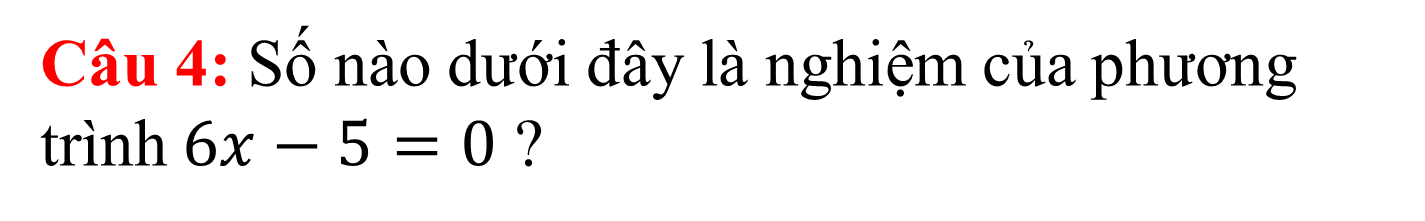 Câu 4: Số nào dưới đây là nghiệm của phương
trình 6x − 5 = 0 ?